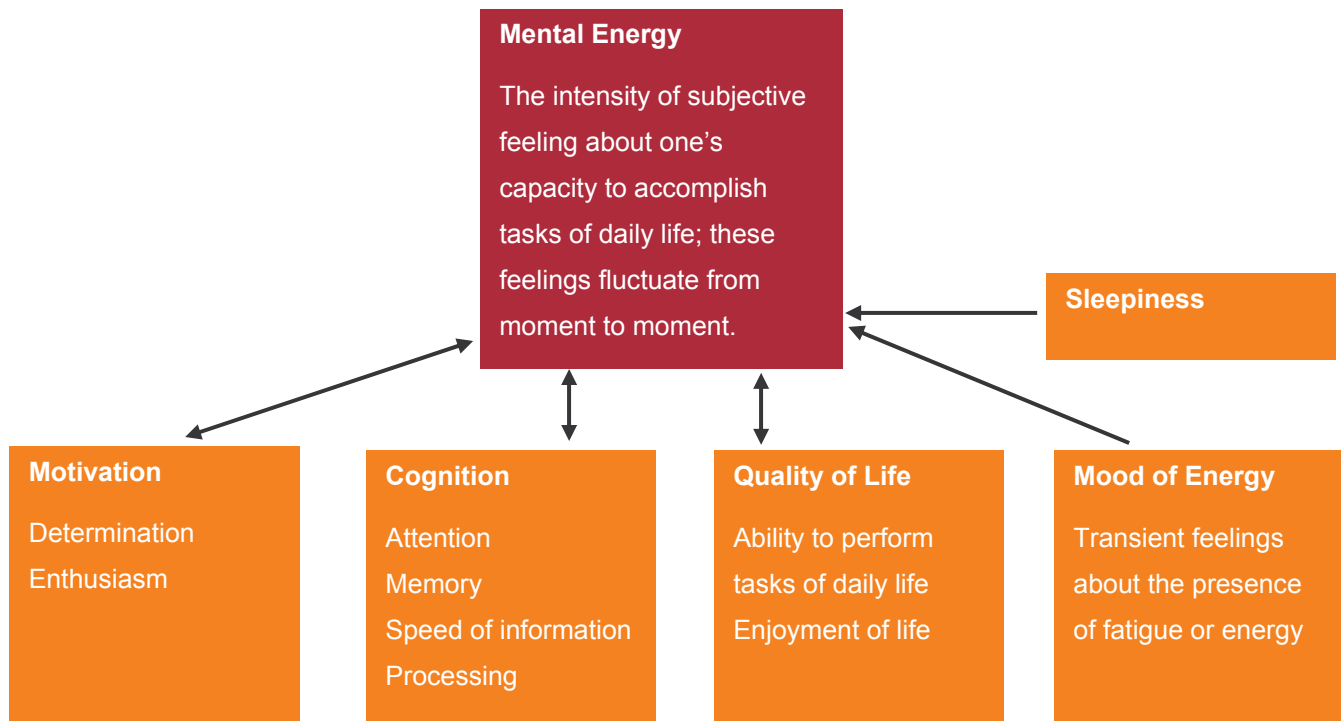 Mental Energy
The intensity of subjective
feeling about one’s
capacity to accomplish
tasks of daily life; these
feelings fluctuate from
moment to moment.
Sleepiness
Motivation
Determination
Enthusiasm
Cognition
Attention
Memory
Speed of information
Processing
Quality of Life
Ability to perform
tasks of daily life
Enjoyment of life
Mood of Energy
Transient feelings
about the presence
of fatigue or energy